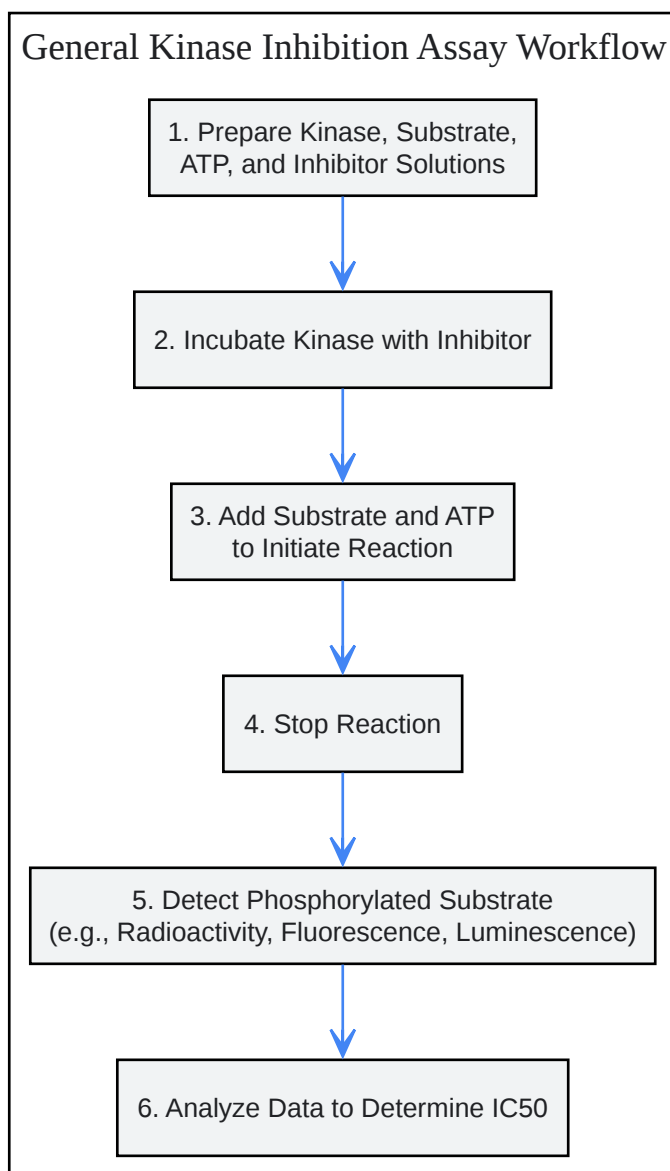 General Kinase Inhibition Assay Workflow
1. Prepare Kinase, Substrate,
ATP, and Inhibitor Solutions
2. Incubate Kinase with Inhibitor
3. Add Substrate and ATP
to Initiate Reaction
4. Stop Reaction
5. Detect Phosphorylated Substrate
(e.g., Radioactivity, Fluorescence, Luminescence)
6. Analyze Data to Determine IC50